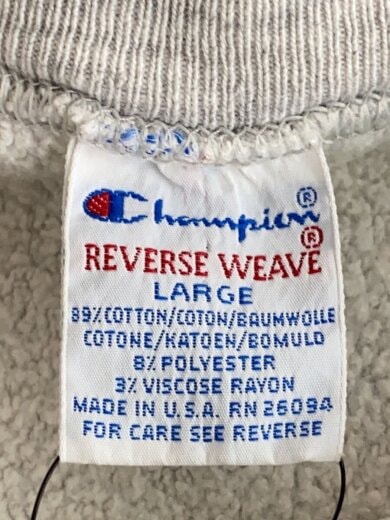 Champion®
REVERSE WEAVE®
LARGE
89% COTTON/COTON/BAUMWOLLE
COTONE/KATOEN/BOMULD
8% POLYESTER
3% VISCOSE RAYON
MADE IN U.S.A. RN 26094
FOR CARE SEE REVERSE